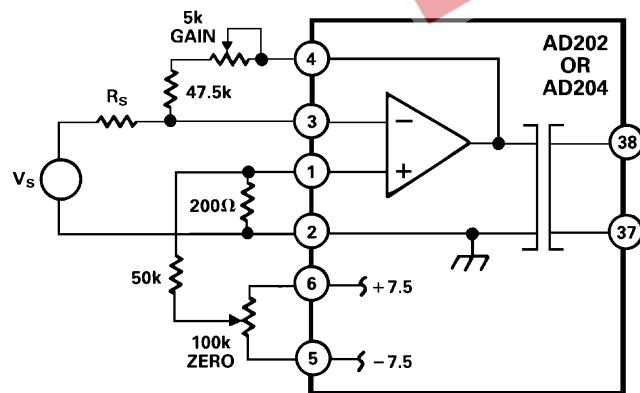 5k
GAIN
4
AD202
OR
AD204
47.5k
RS
3
−
38
VS
1
+
200Ω
2
37
50k
6
+7.5
100k
ZERO
5
−7.5